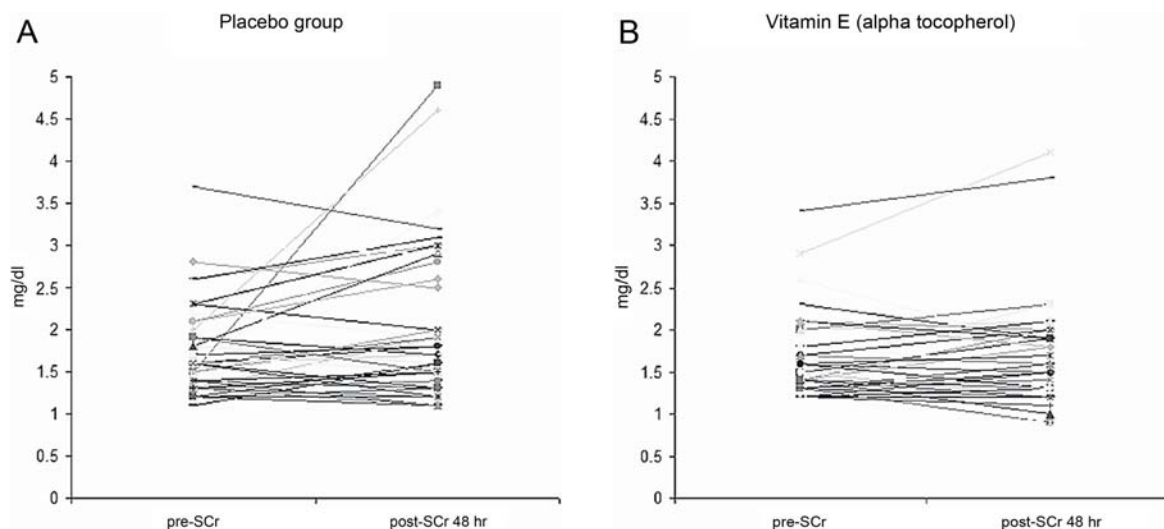 A
Placebo group
5
4.5
4
3.5
3
2.5
2
1.5
1
0.5
0
mg/dl
pre-SCr
post-SCr 48 hr
B
Vitamin E (alpha tocopherol)
5
4.5
4
3.5
3
2.5
2
1.5
1
0.5
0
mg/dl
pre-SCr
post-SCr 48 hr